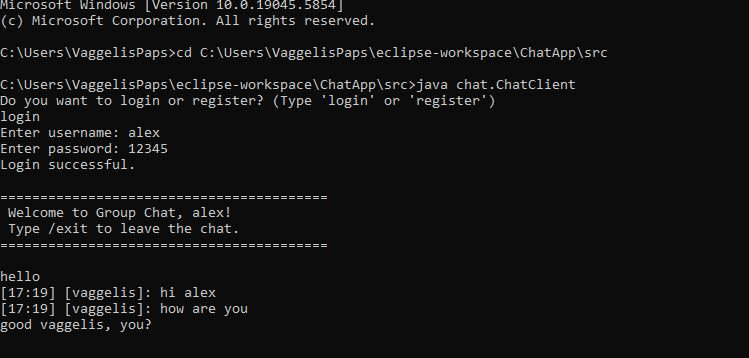 Microsoft Windows [Version 10.0.19045.5854]
(c) Microsoft Corporation. All rights reserved.
C:\Users\VaggelisPaps>cd C:\Users\VaggelisPaps\eclipse-workspace\ChatApp\src
C:\Users\VaggelisPaps\eclipse-workspace\ChatApp\src>java chat.ChatClient
Do you want to login or register? (Type 'login' or 'register')
login
Enter username: alex
Enter password: 12345
Login successful.
=========================================
Welcome to Group Chat, alex!
Type /exit to leave the chat.
=========================================
hello
[17:19] [vaggelis]: hi alex
[17:19] [vaggelis]: how are you
good vaggelis, you?